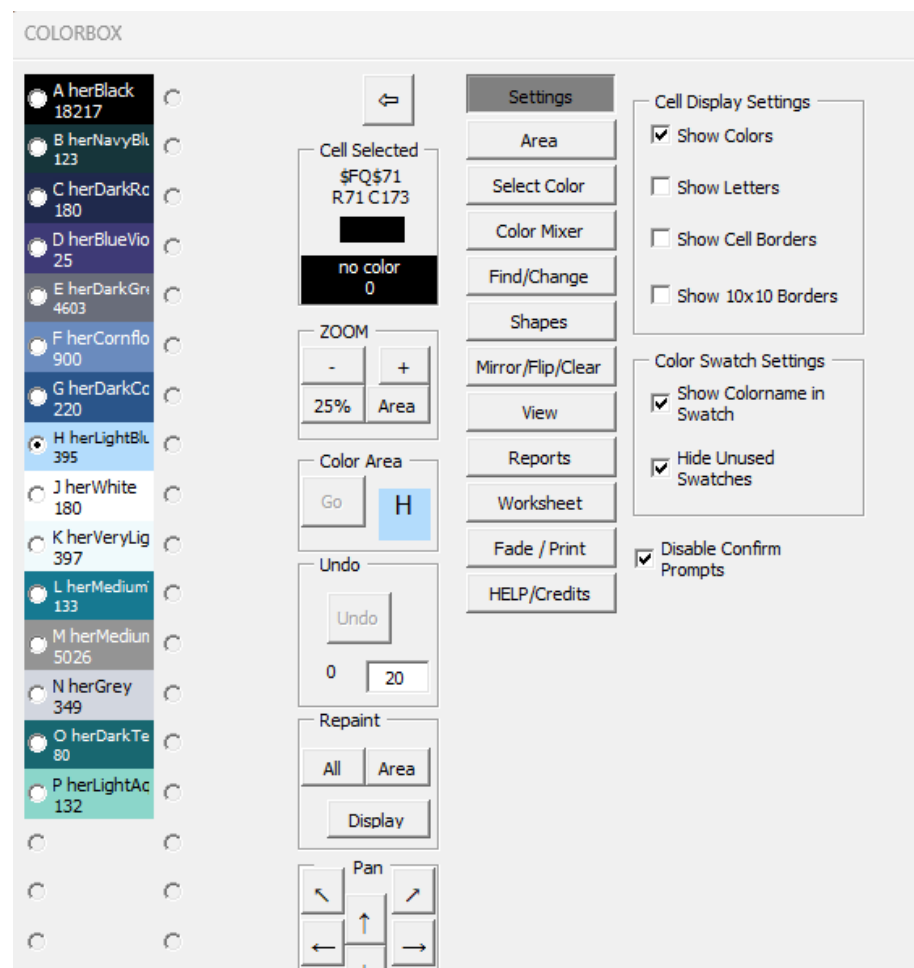 COLORBOX
A herBlack
18217
B herNavyBlu
123
C herDarkRo
180
D herBlueVio
25
E herDarkGre
4603
F herCornflo
900
G herDarkCo
220
H herLightBlu
395
J herWhite
180
K herVeryLig
397
L herMedium
133
M herMedium
5026
N herGrey
349
O herDarkTe
80
P herLightAq
132
⇦
Cell Selected
$FQ$71
R71 C173
no color
0
ZOOM
- +
25% Area
Color Area
Go H
Undo
Undo
0 20
Repaint
All Area
Display
Pan
↖ ↑ ↗
← →
Settings
Area
Select Color
Color Mixer
Find/Change
Shapes
Mirror/Flip/Clear
View
Reports
Worksheet
Fade / Print
HELP/Credits
Cell Display Settings
Show Colors
Show Letters
Show Cell Borders
Show 10x10 Borders
Color Swatch Settings
Show Colorname in
Swatch
Hide Unused
Swatches
Disable Confirm
Prompts